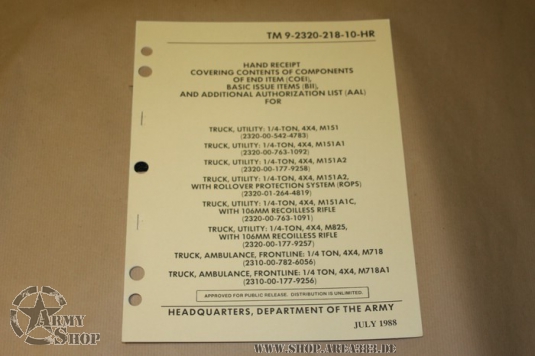 TM 9-2320-218-10-HR
HAND RECEIPT
COVERING CONTENTS OF COMPONENTS
OF END ITEM (COEI),
BASIC ISSUE ITEMS (BII),
AND ADDITIONAL AUTHORIZATION LIST (AAL)
FOR
TRUCK, UTILITY: 1/4-TON, 4X4, M151
(2320-00-542-4783)
TRUCK, UTILITY: 1/4-TON, 4X4, M151A1
(2320-00-763-1092)
TRUCK, UTILITY: 1/4-TON, 4X4, M151A2
(2320-00-177-9258)
TRUCK, UTILITY: 1/4-TON, 4X4, M151A2,
WITH ROLLOVER PROTECTION SYSTEM (ROPS)
(2320-01-264-4819)
TRUCK, UTILITY: 1/4-TON, 4X4, M151A1C,
WITH 106MM RECOILLESS RIFLE
(2320-00-763-1091)
TRUCK, UTILITY: 1/4-TON, 4X4, M825,
WITH 106MM RECOILLESS RIFLE
(2320-00-177-9257)
TRUCK, AMBULANCE, FRONTLINE: 1/4 TON, 4X4, M718
(2310-00-782-6056)
TRUCK, AMBULANCE, FRONTLINE: 1/4 TON, 4X4, M718A1
(2310-00-177-9256)
APPROVED FOR PUBLIC RELEASE. DISTRIBUTION IS UNLIMITED.
HEADQUARTERS, DEPARTMENT OF THE ARMY
JULY 1988
ARMY
SHOP